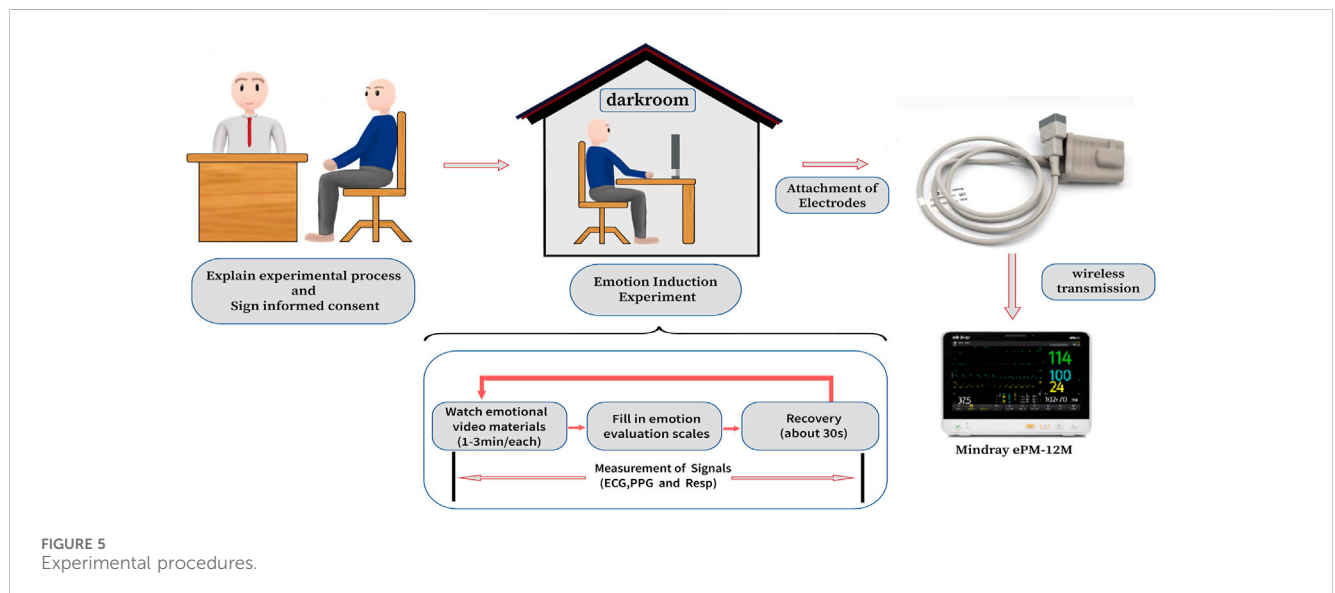 darkroom
Attachment of
Electrodes
Explain experimental process
and
Sign informed consent
Emotion Induction
Experiment
wireless
transmission
114
100
24
37.5
Mindray ePM-12M
Watch emotional
video materials
(1-3min/each)
Fill in emotion
evaluation scales
Recovery
(about 30s)
Measurement of Signals
(ECG,PPG and Resp)
FIGURE 5
Experimental procedures.